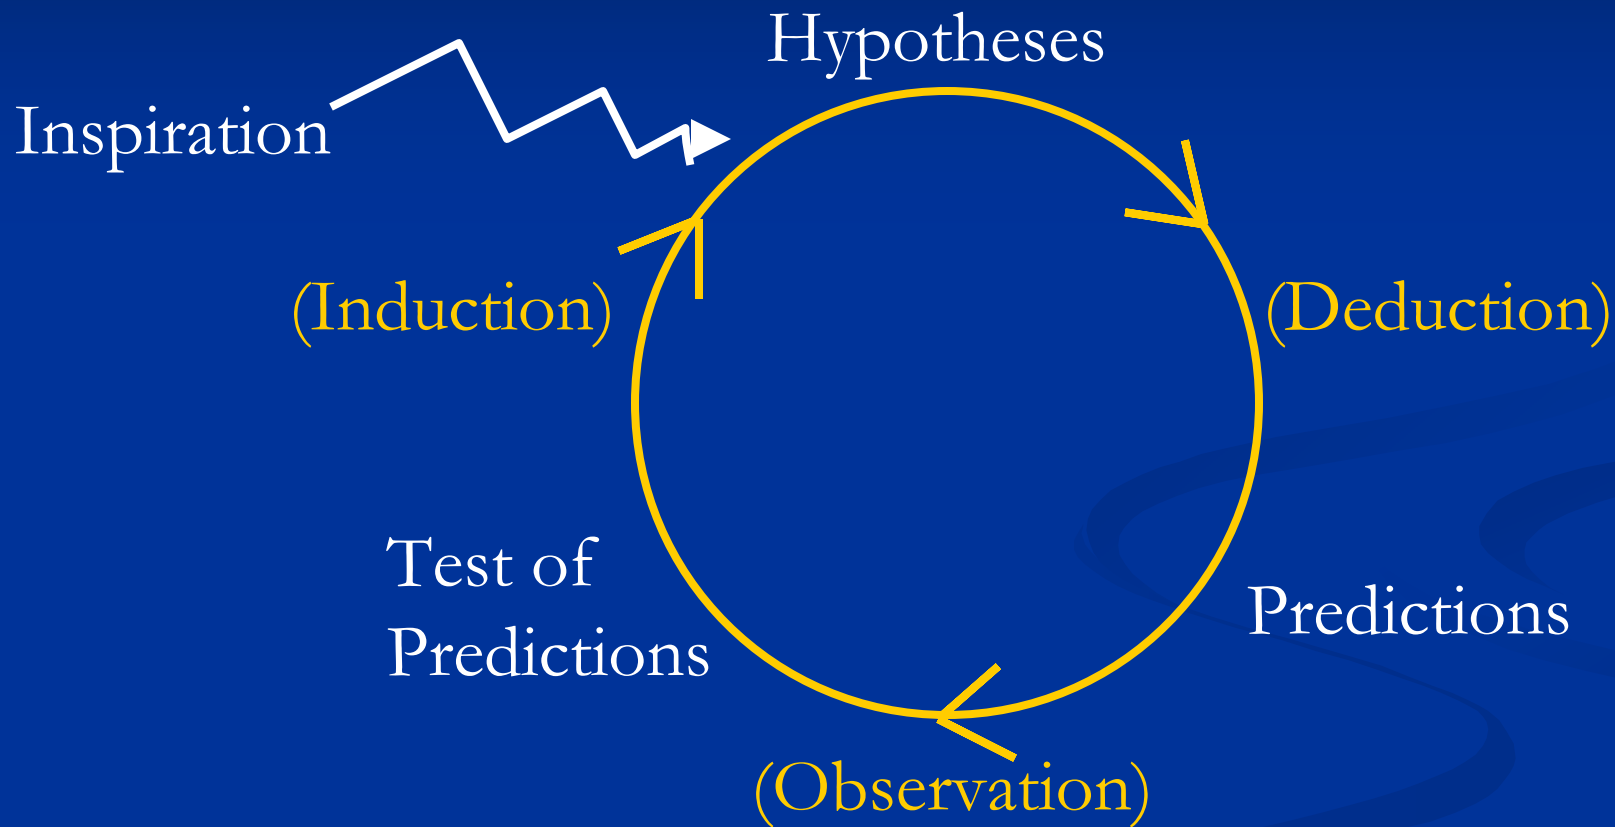 Hypotheses
Inspiration
(Induction)
(Deduction)
Test of
Predictions
Predictions
(Observation)